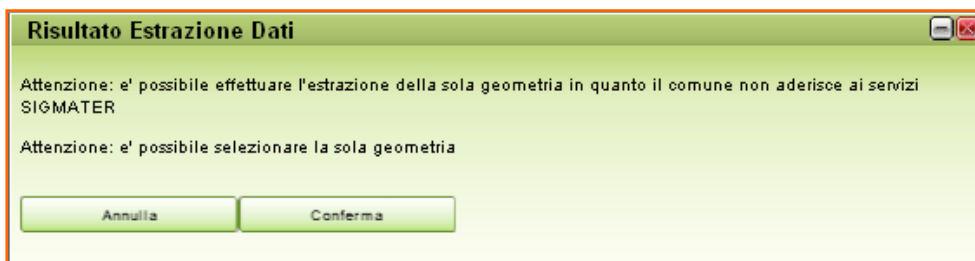 Risultato Estrazione Dati
Attenzione: e' possibile effettuare l'estrazione della sola geometria in quanto il comune non aderisce ai servizi
SIGMATER
Attenzione: e' possibile selezionare la sola geometria
Annulla Conferma